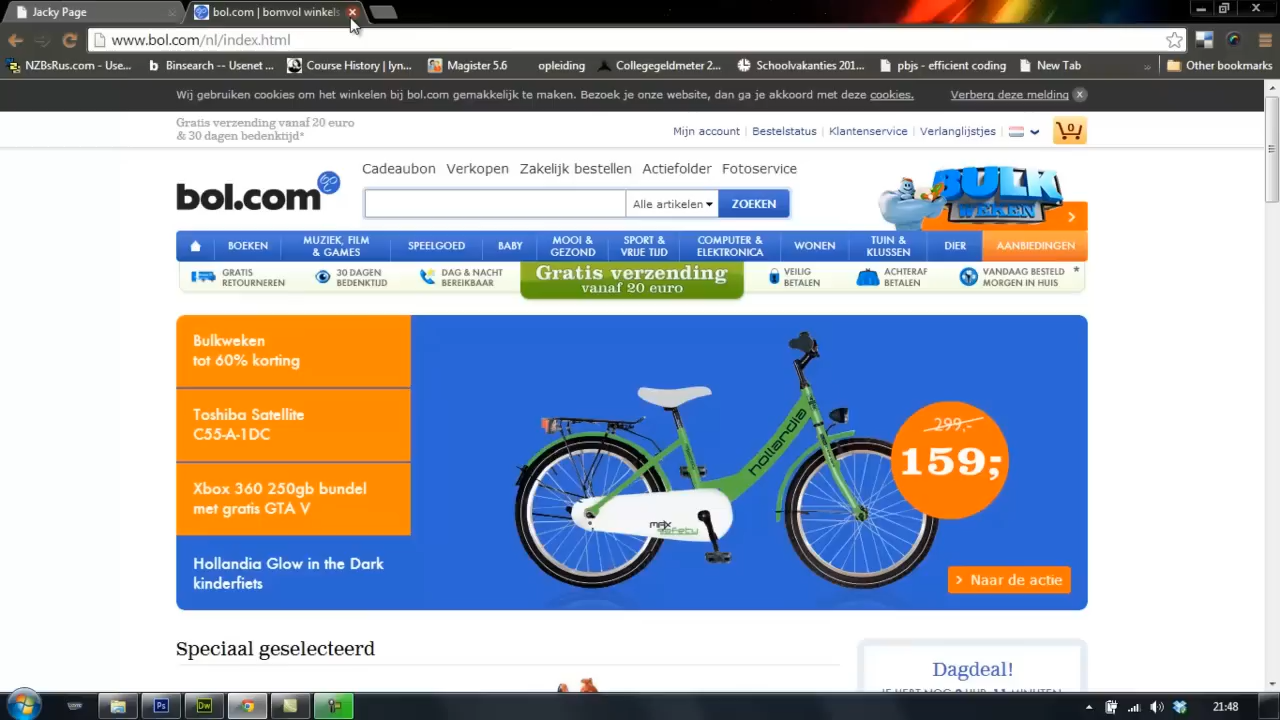 Jacky Page
bol.com | bomvol winkels
www.bol.com/nl/index.html
NZBsRus.com - Use...
Binsearch -- Usenet ...
Course History | lyn...
Magister 5.6
opleiding
Collegegeldmeter 2...
Schoolvakanties 201...
pbjs - efficient coding
New Tab
»
Other bookmarks
Wij gebruiken cookies om het winkelen bij bol.com gemakkelijk te maken. Bezoek je onze website, dan ga je akkoord met deze cookies.
Verberg deze melding
Gratis verzending vanaf 20 euro
& 30 dagen bedenktijd*
Mijn account | Bestelstatus | Klantenservice | Verlanglijstjes
0
Cadeaubon Verkopen Zakelijk bestellen Actiefolder Fotoservice
bol.com
Alle artikelen
ZOEKEN
BULK
WEKEN
BOEKEN
MUZIEK, FILM
& GAMES
SPEELGOED
BABY
MOOI &
GEZOND
SPORT &
VRIJE TIJD
COMPUTER &
ELEKTRONICA
WONEN
TUIN &
KLUSSEN
DIER
AANBIEDINGEN
GRATIS
RETOURNEREN
30 DAGEN
BEDENKTIJD
DAG & NACHT
BEREIKBAAR
Gratis verzending
vanaf 20 euro
VEILIG
BETALEN
ACHTERAF
BETALEN
VANDAAG BESTELD
MORGEN IN HUIS
*
Bulkweken
tot 60% korting
Toshiba Satellite
C55-A-1DC
Xbox 360 250gb bundel
met gratis GTA V
Hollandia Glow in the Dark
kinderfiets
hollandia
max
safety
299,-
159;
Naar de actie
Speciaal geselecteerd
Dagdeal!
Ps
Dw
21:48